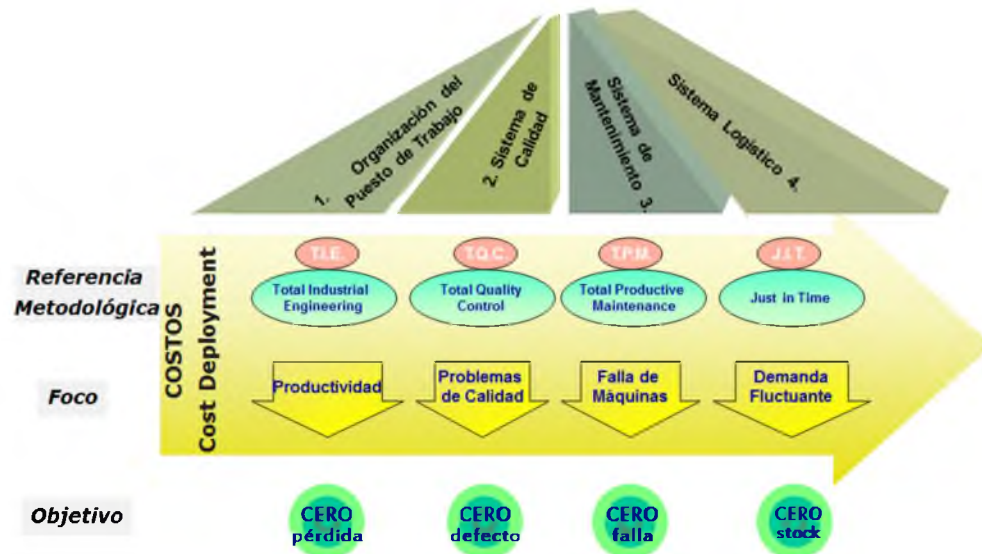 1. Organización del
Puesto de Trabajo
2. Sistema de
Calidad
Sistema de
Mantenimiento 3.
Sistema Logístico 4.
COSTOS
Cost Deployment
Referencia
Metodológica
T.I.E.
T.Q.C.
T.P.M.
J.I.T.
Total Industrial
Engineering
Total Quality
Control
Total Productive
Maintenance
Just in Time
Foco
Productividad
Problemas
de Calidad
Falla de
Máquinas
Demanda
Fluctuante
Objetivo
CERO
pérdida
CERO
defecto
CERO
falla
CERO
stock